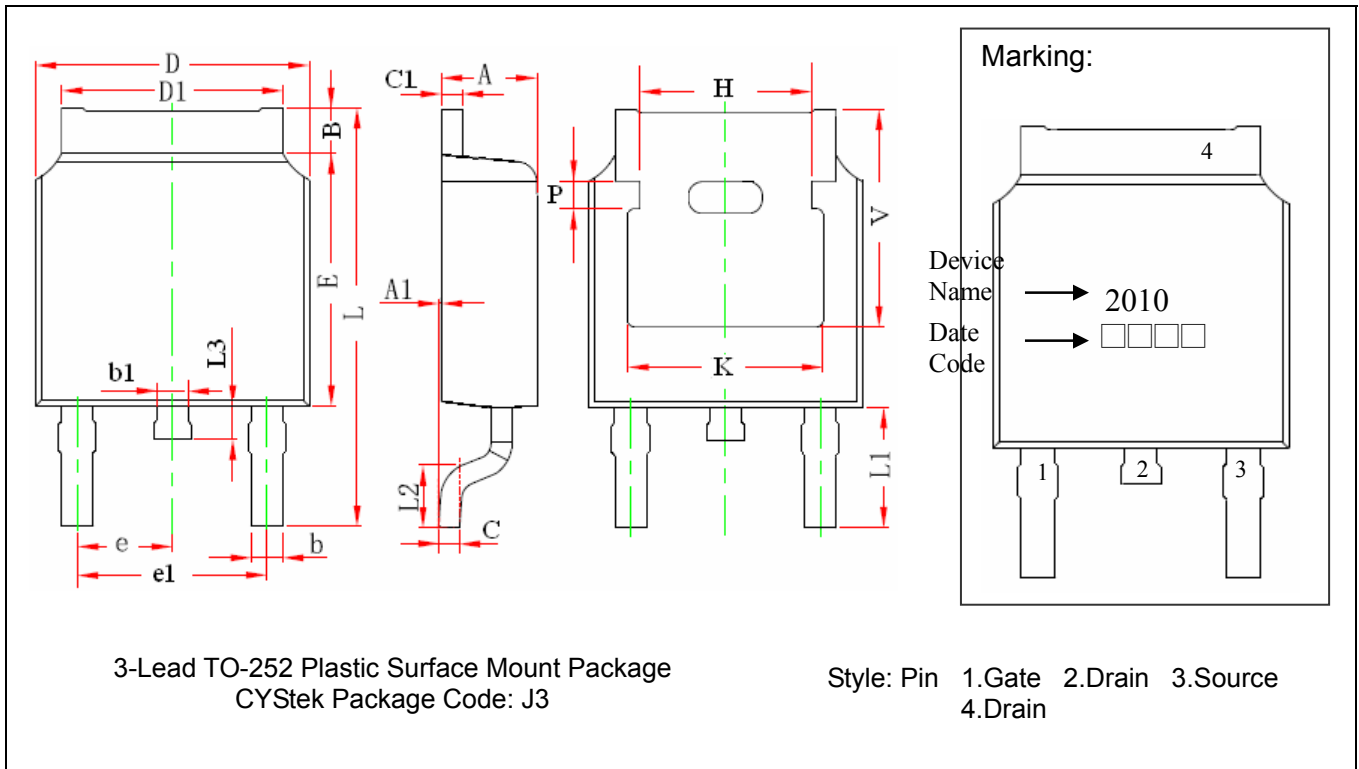 D
D1
B
E
L
L3
b1
e
e1
b
C1
A
A1
L2
C
H
P
V
K
L1
Marking:
4
Device
Name
2010
Date
Code
□□□□
1
2
3
3-Lead TO-252 Plastic Surface Mount Package
CYStek Package Code: J3
Style: Pin 1.Gate 2.Drain 3.Source
4.Drain